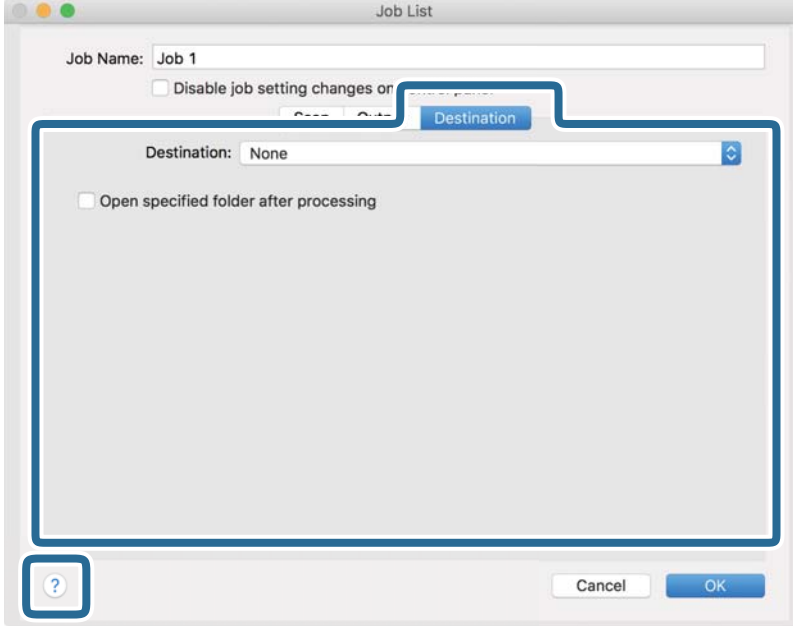 Job List
Job Name: Job 1
Disable job setting changes on
Destination
Destination: None
Open specified folder after processing
?
Cancel OK